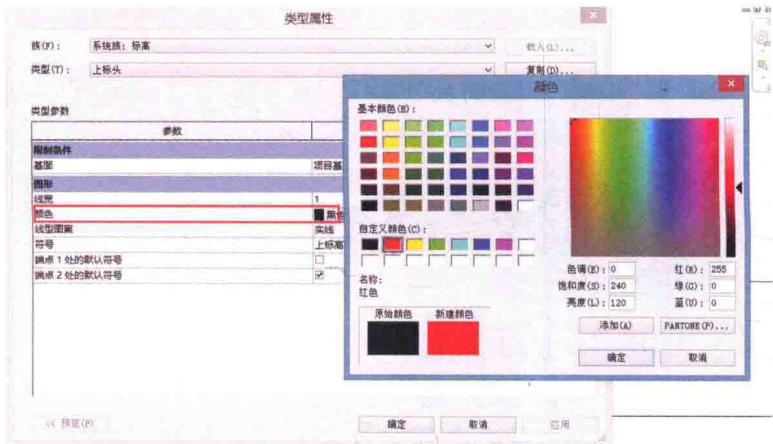 类型属性
族(F): 系统族: 标高 载入(L)...
类型(T): 上标头 复制(D)...
类型参数
参数
限制条件
基面 项目基
图形
线宽 1
颜色 黑色
线型图案 实线
符号 上标高
端点 1 处的默认符号
端点 2 处的默认符号
<< 预览(P) 确定 取消 应用
颜色
基本颜色(B):
自定义颜色(C):
名称:
红色
原始颜色 新建颜色
色调(E): 0 红(R): 255
饱和度(S): 240 绿(G): 0
亮度(L): 120 蓝(U): 0
添加(A) PANTONE(P)...
确定 取消